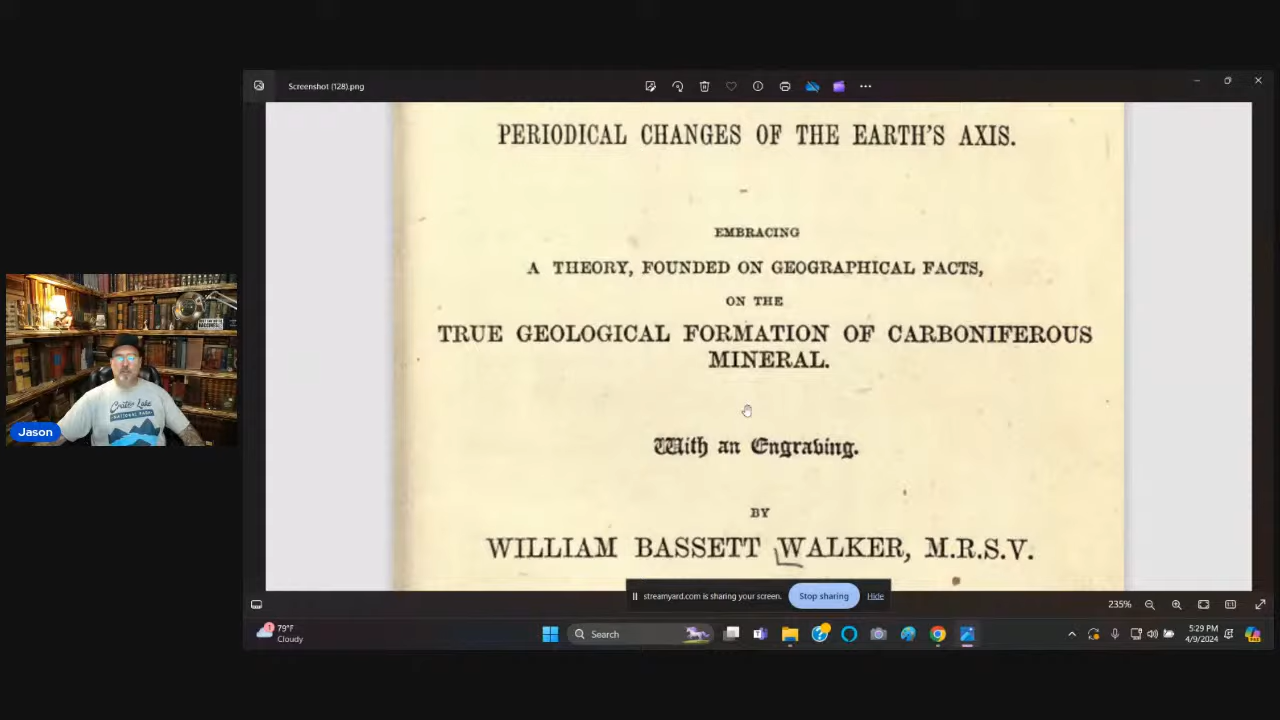 Screenshot (128).png
PERIODICAL CHANGES OF THE EARTH'S AXIS.
EMBRACING
A THEORY, FOUNDED ON GEOGRAPHICAL FACTS,
ON THE
TRUE GEOLOGICAL FORMATION OF CARBONIFEROUS
MINERAL.
With an Engraving.
BY
WILLIAM BASSETT WALKER, M.R.S.V.
Crater Lake
NATIONAL PARK
Jason
streamyard.com is sharing your screen.
Stop sharing
Hide
235%
79°F
Cloudy
Search
5:29 PM
4/9/2024